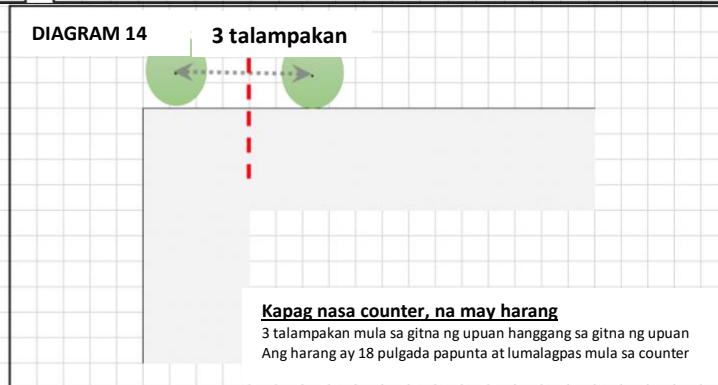 DIAGRAM 14
3 talampakan
Kapag nasa counter, na may harang
3 talampakan mula sa gitna ng upuan hanggang sa gitna ng upuan
Ang harang ay 18 pulgada papunta at lumalagpas mula sa counter